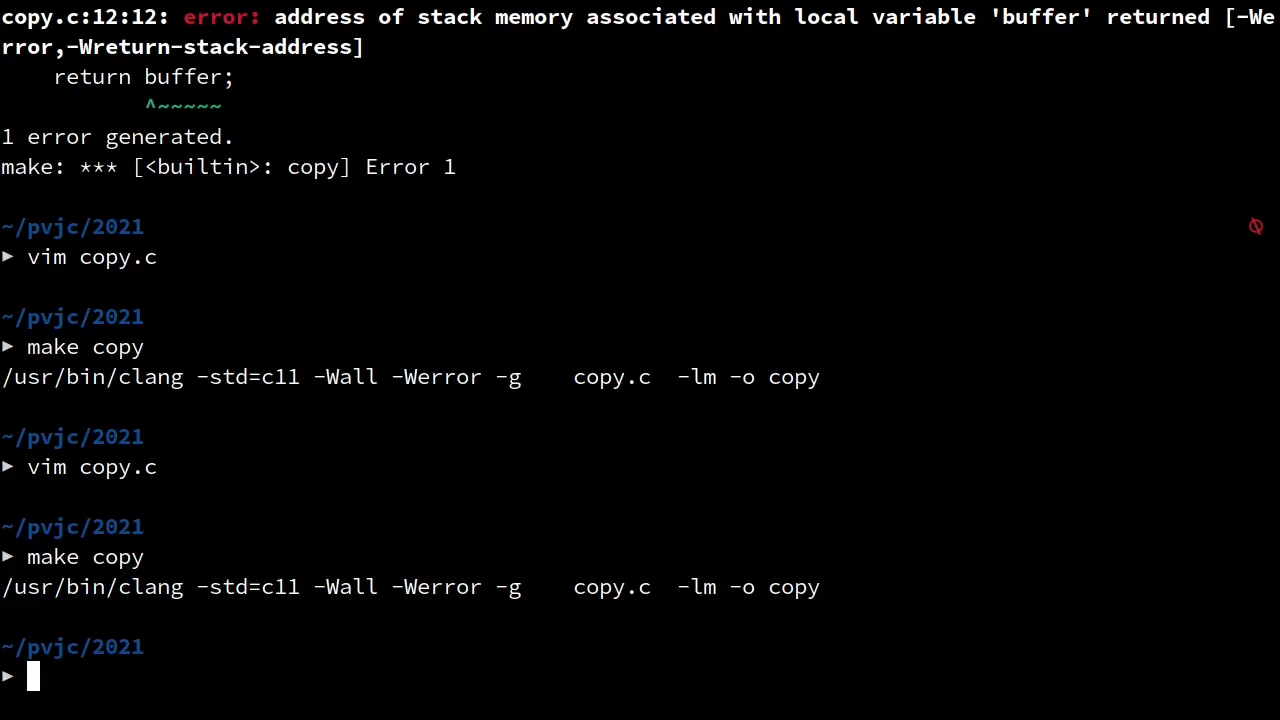 copy.c:12:12: error: address of stack memory associated with local variable 'buffer' returned [-We
rror,-Wreturn-stack-address]
    return buffer;
           ^~~~~~
1 error generated.
make: *** [<builtin>: copy] Error 1
~/pvjc/2021
▶ vim copy.c
~/pvjc/2021
▶ make copy
/usr/bin/clang -std=c11 -Wall -Werror -g    copy.c  -lm -o copy
~/pvjc/2021
▶ vim copy.c
~/pvjc/2021
▶ make copy
/usr/bin/clang -std=c11 -Wall -Werror -g    copy.c  -lm -o copy
~/pvjc/2021
▶